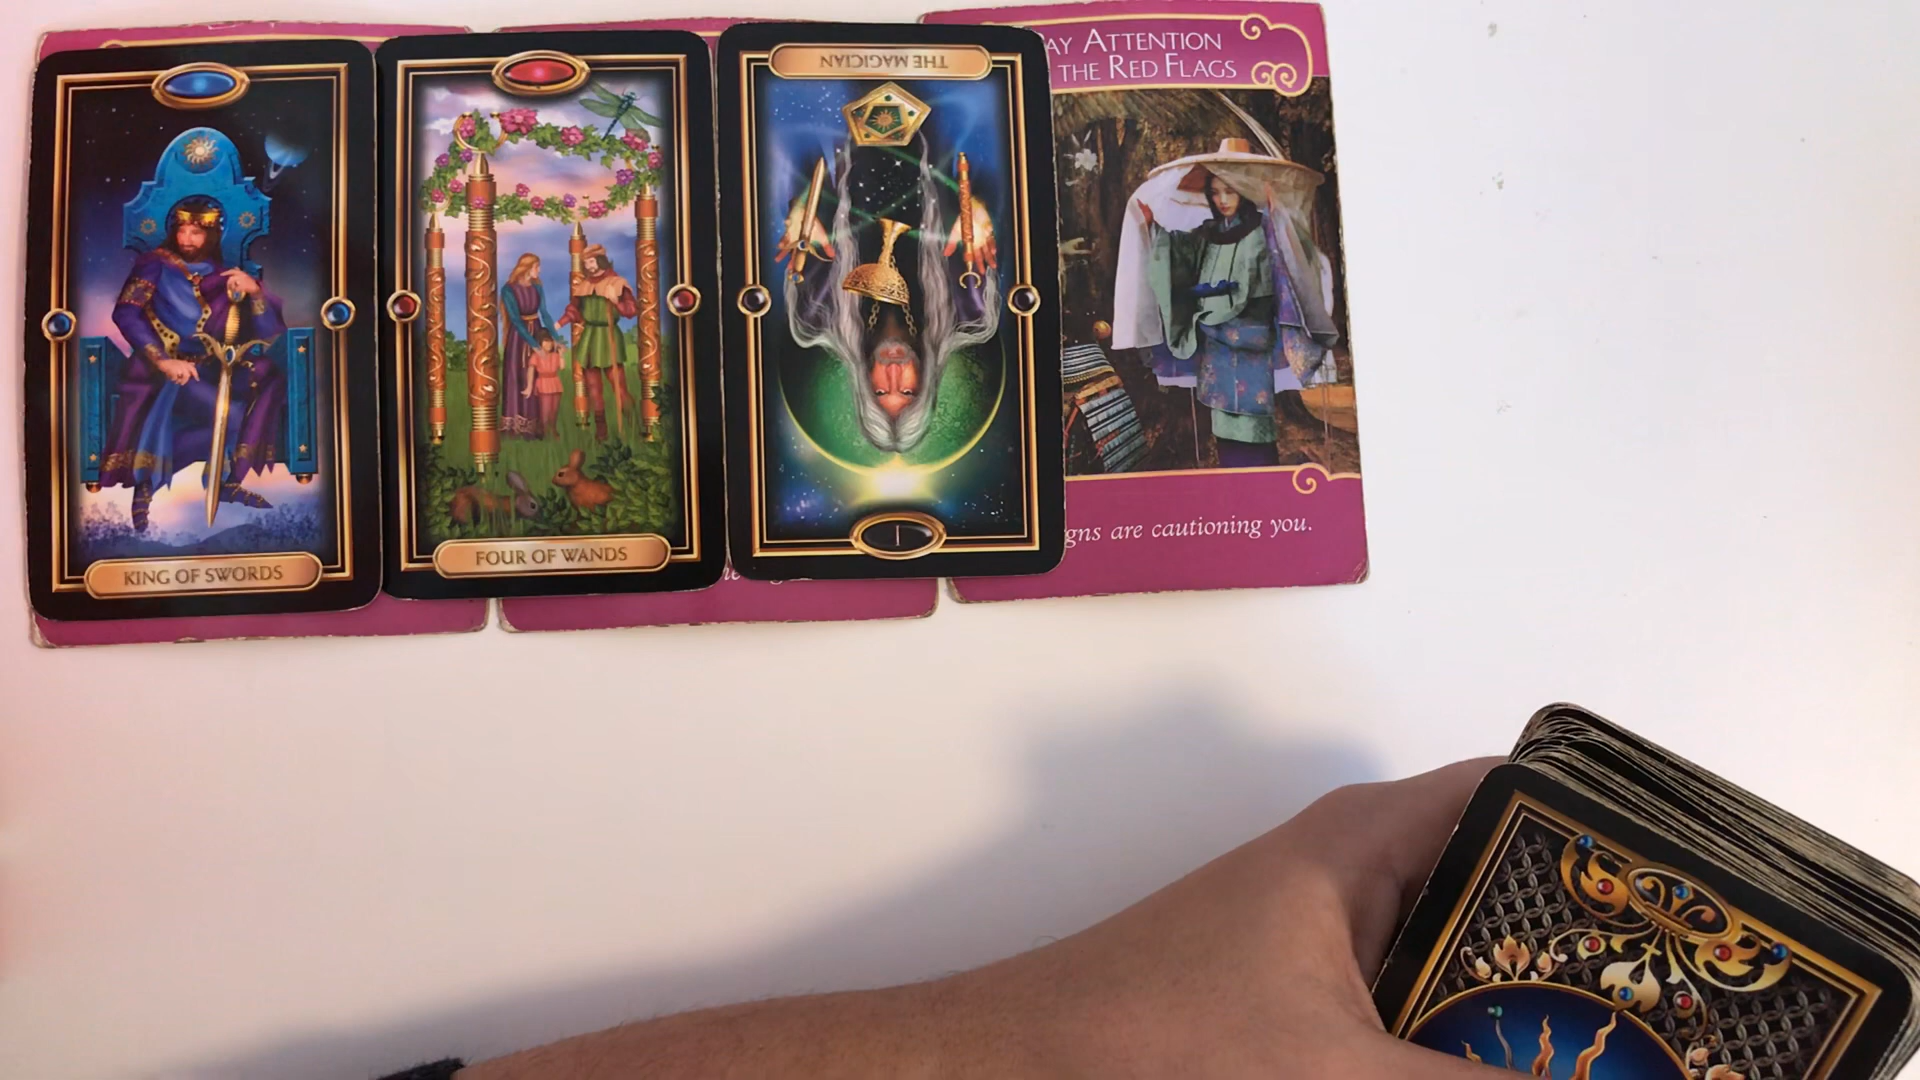 KING OF SWORDS
FOUR OF WANDS
THE MAGICIAN
I
AY ATTENTION
THE RED FLAGS
gns are cautioning you.